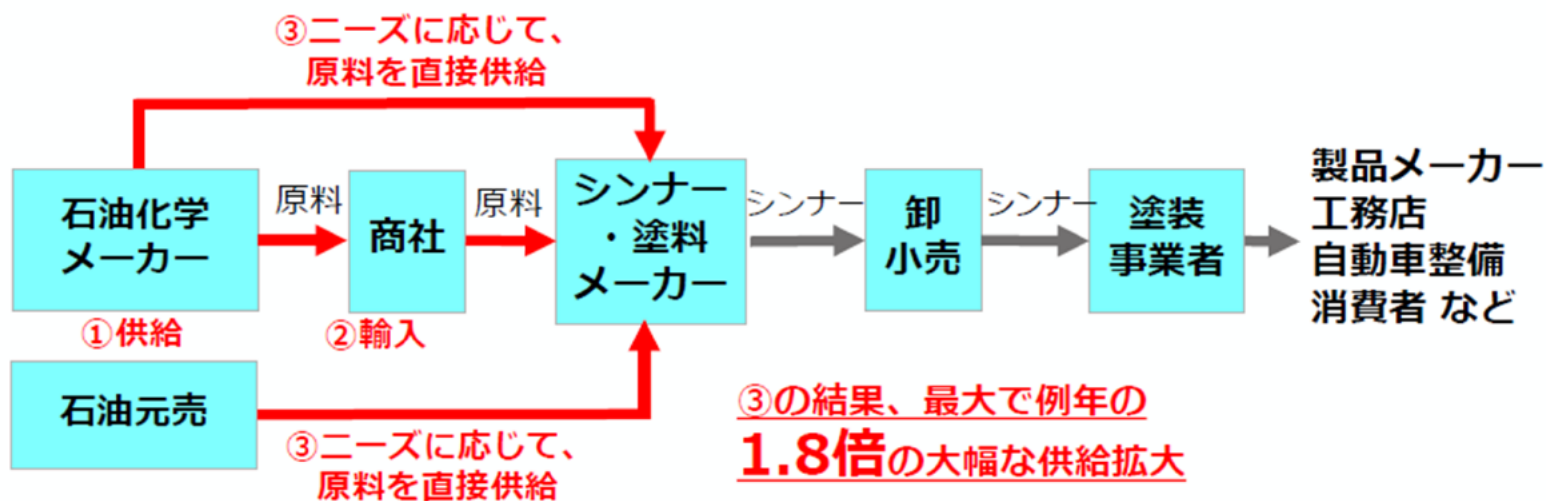 ③ニーズに応じて、
原料を直接供給
石油化学
メーカー
原料
商社
原料
シンナー
・塗料
メーカー
シンナー
卸
小売
シンナー
塗装
事業者
製品メーカー
工務店
自動車整備
消費者 など
①供給
②輸入
石油元売
③ニーズに応じて、
原料を直接供給
③の結果、最大で例年の
1.8倍の大幅な供給拡大